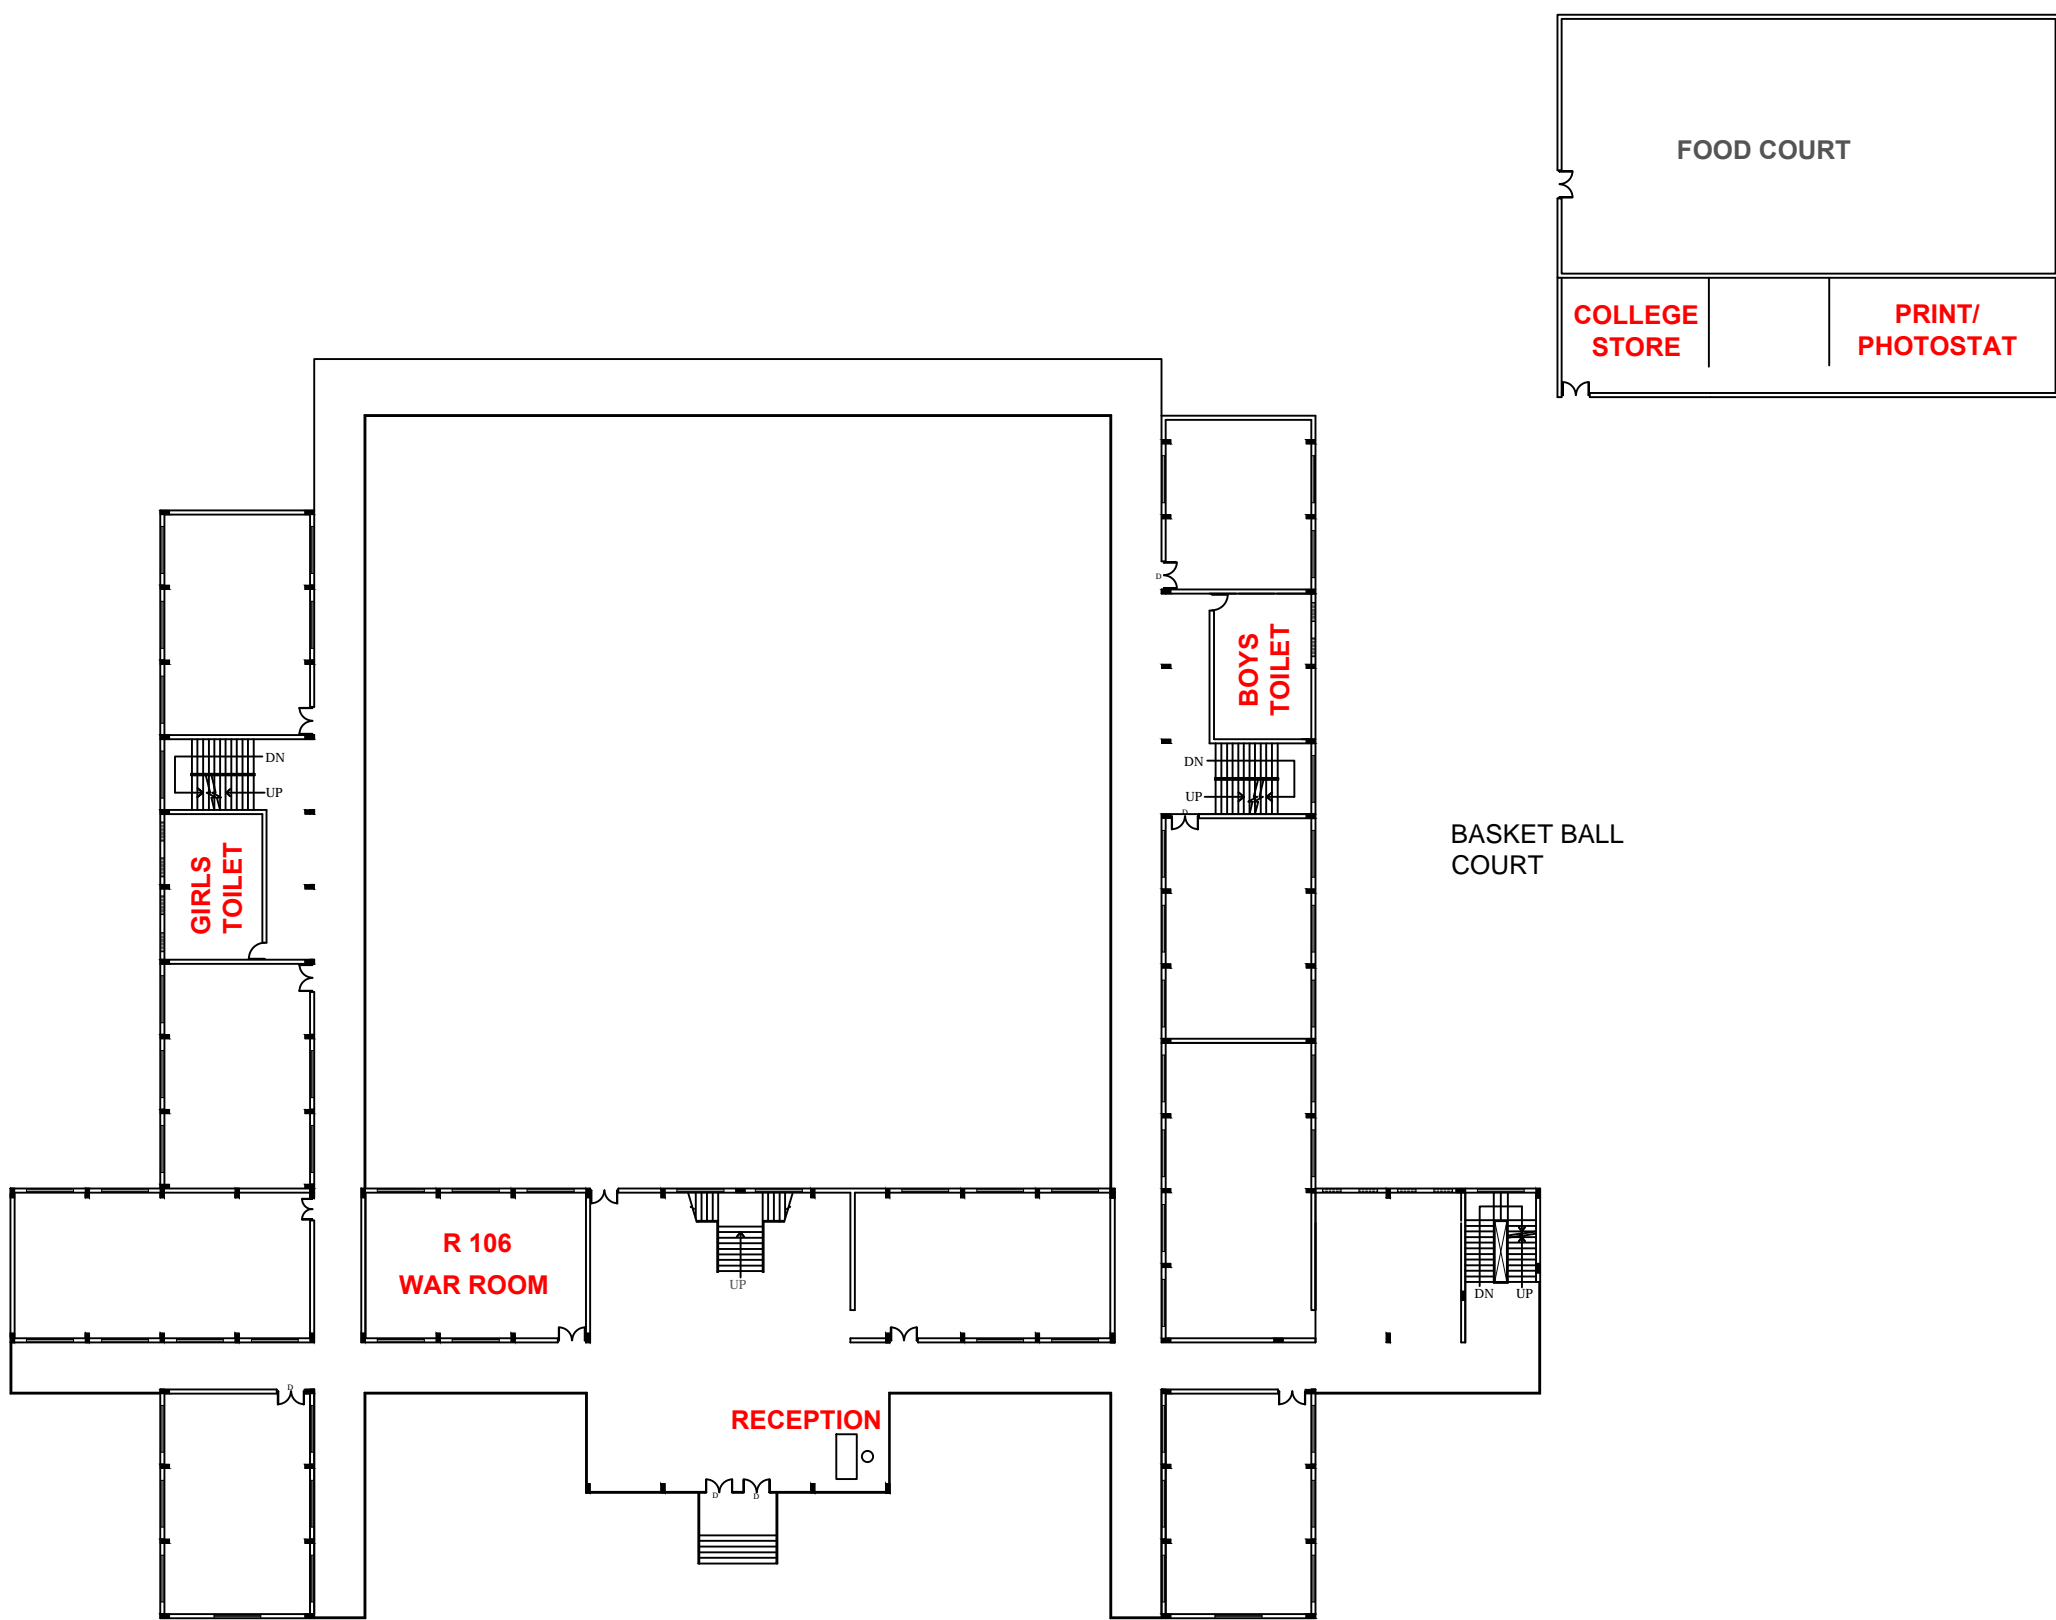 FOOD COURT
COLLEGE
STORE
PRINT/
PHOTOSTAT
D
BOYS
TOILET
DN
UP
DN
UP
D
BASKET BALL
COURT
GIRLS
TOILET
R 106
WAR ROOM
UP
DN
UP
D
RECEPTION
D
D